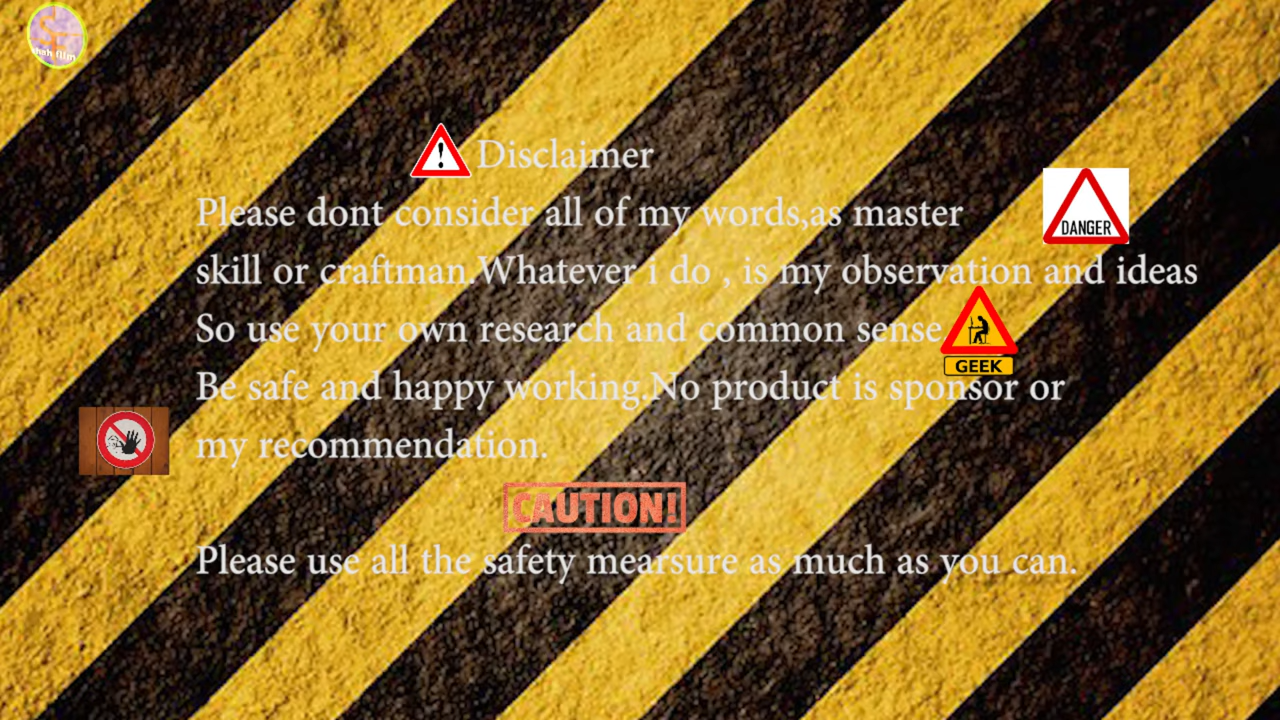 shah film
Disclaimer
Please dont consider all of my words,as master
DANGER
skill or craftman.Whatever i do , is my observation and ideas
So use your own research and common sense
GEEK
Be safe and happy working.No product is sponsor or
my recommendation.
CAUTION!
Please use all the safety mearsure as much as you can.